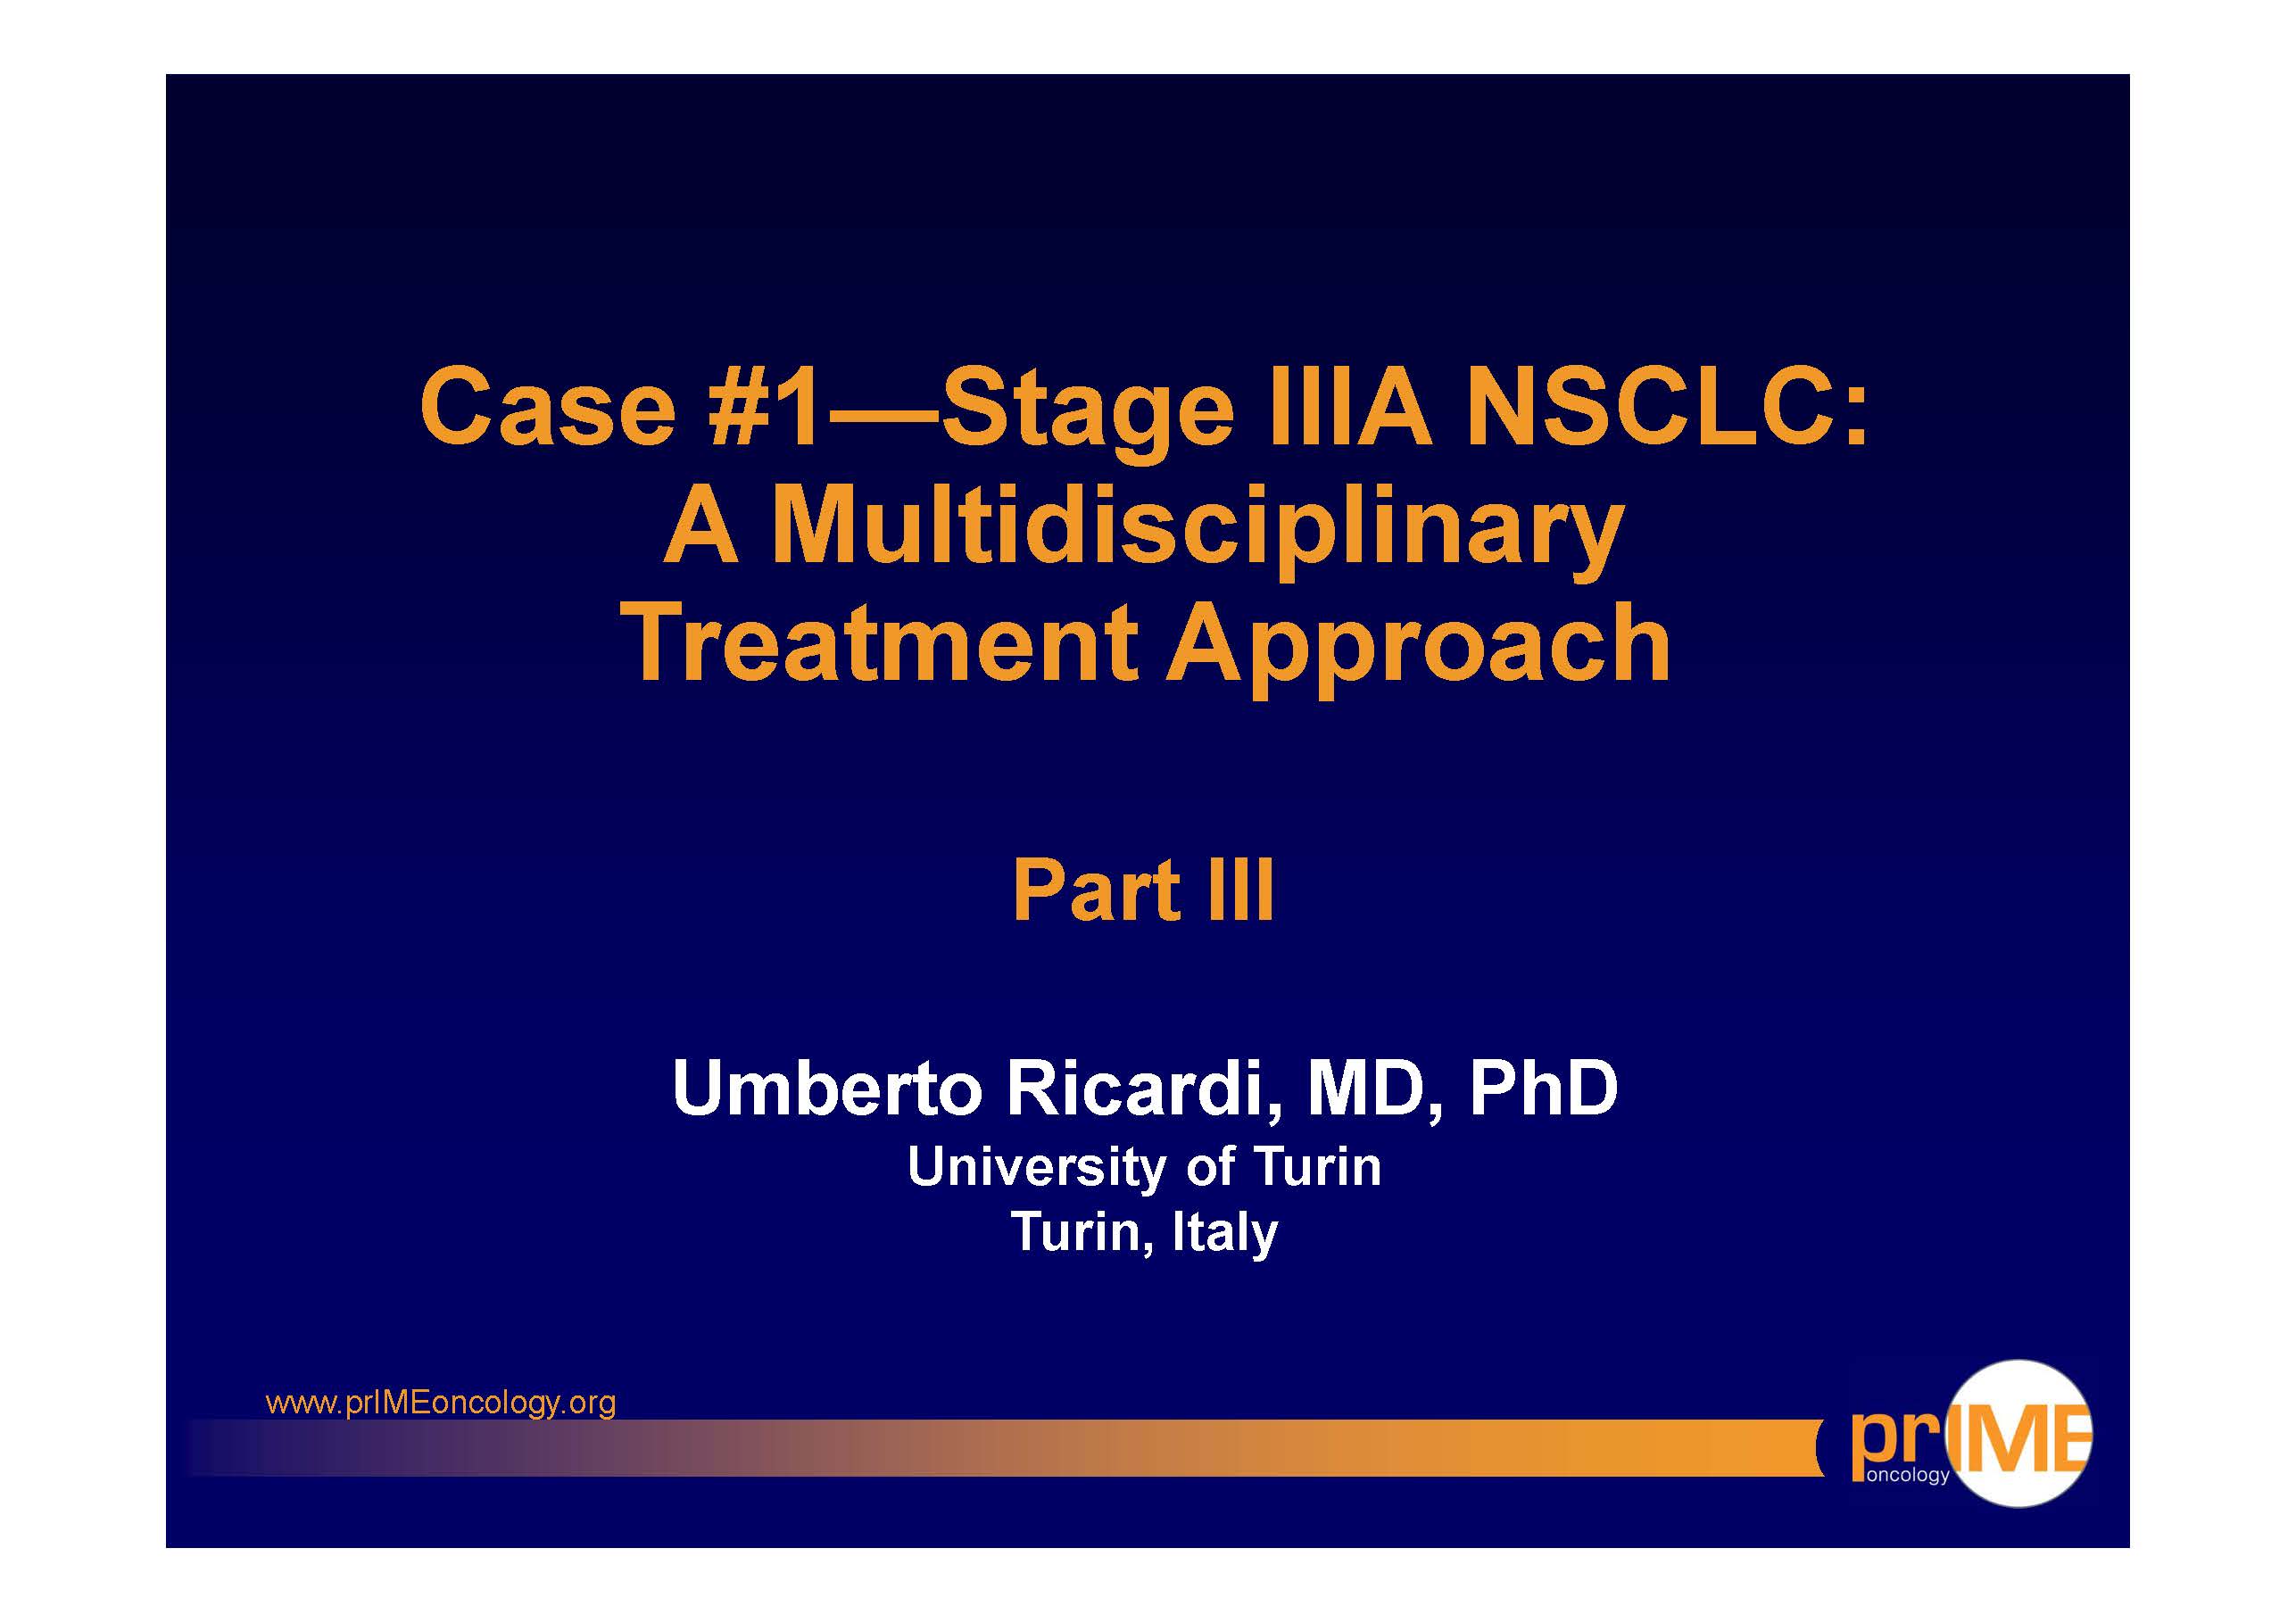 Case #1—Stage IIIA NSCLC:
A Multidisciplinary
Treatment Approach
Part III
Umberto Ricardi, MD, PhD
University of Turin
Turin, Italy
www.prIMEoncology.org
prIME
oncology